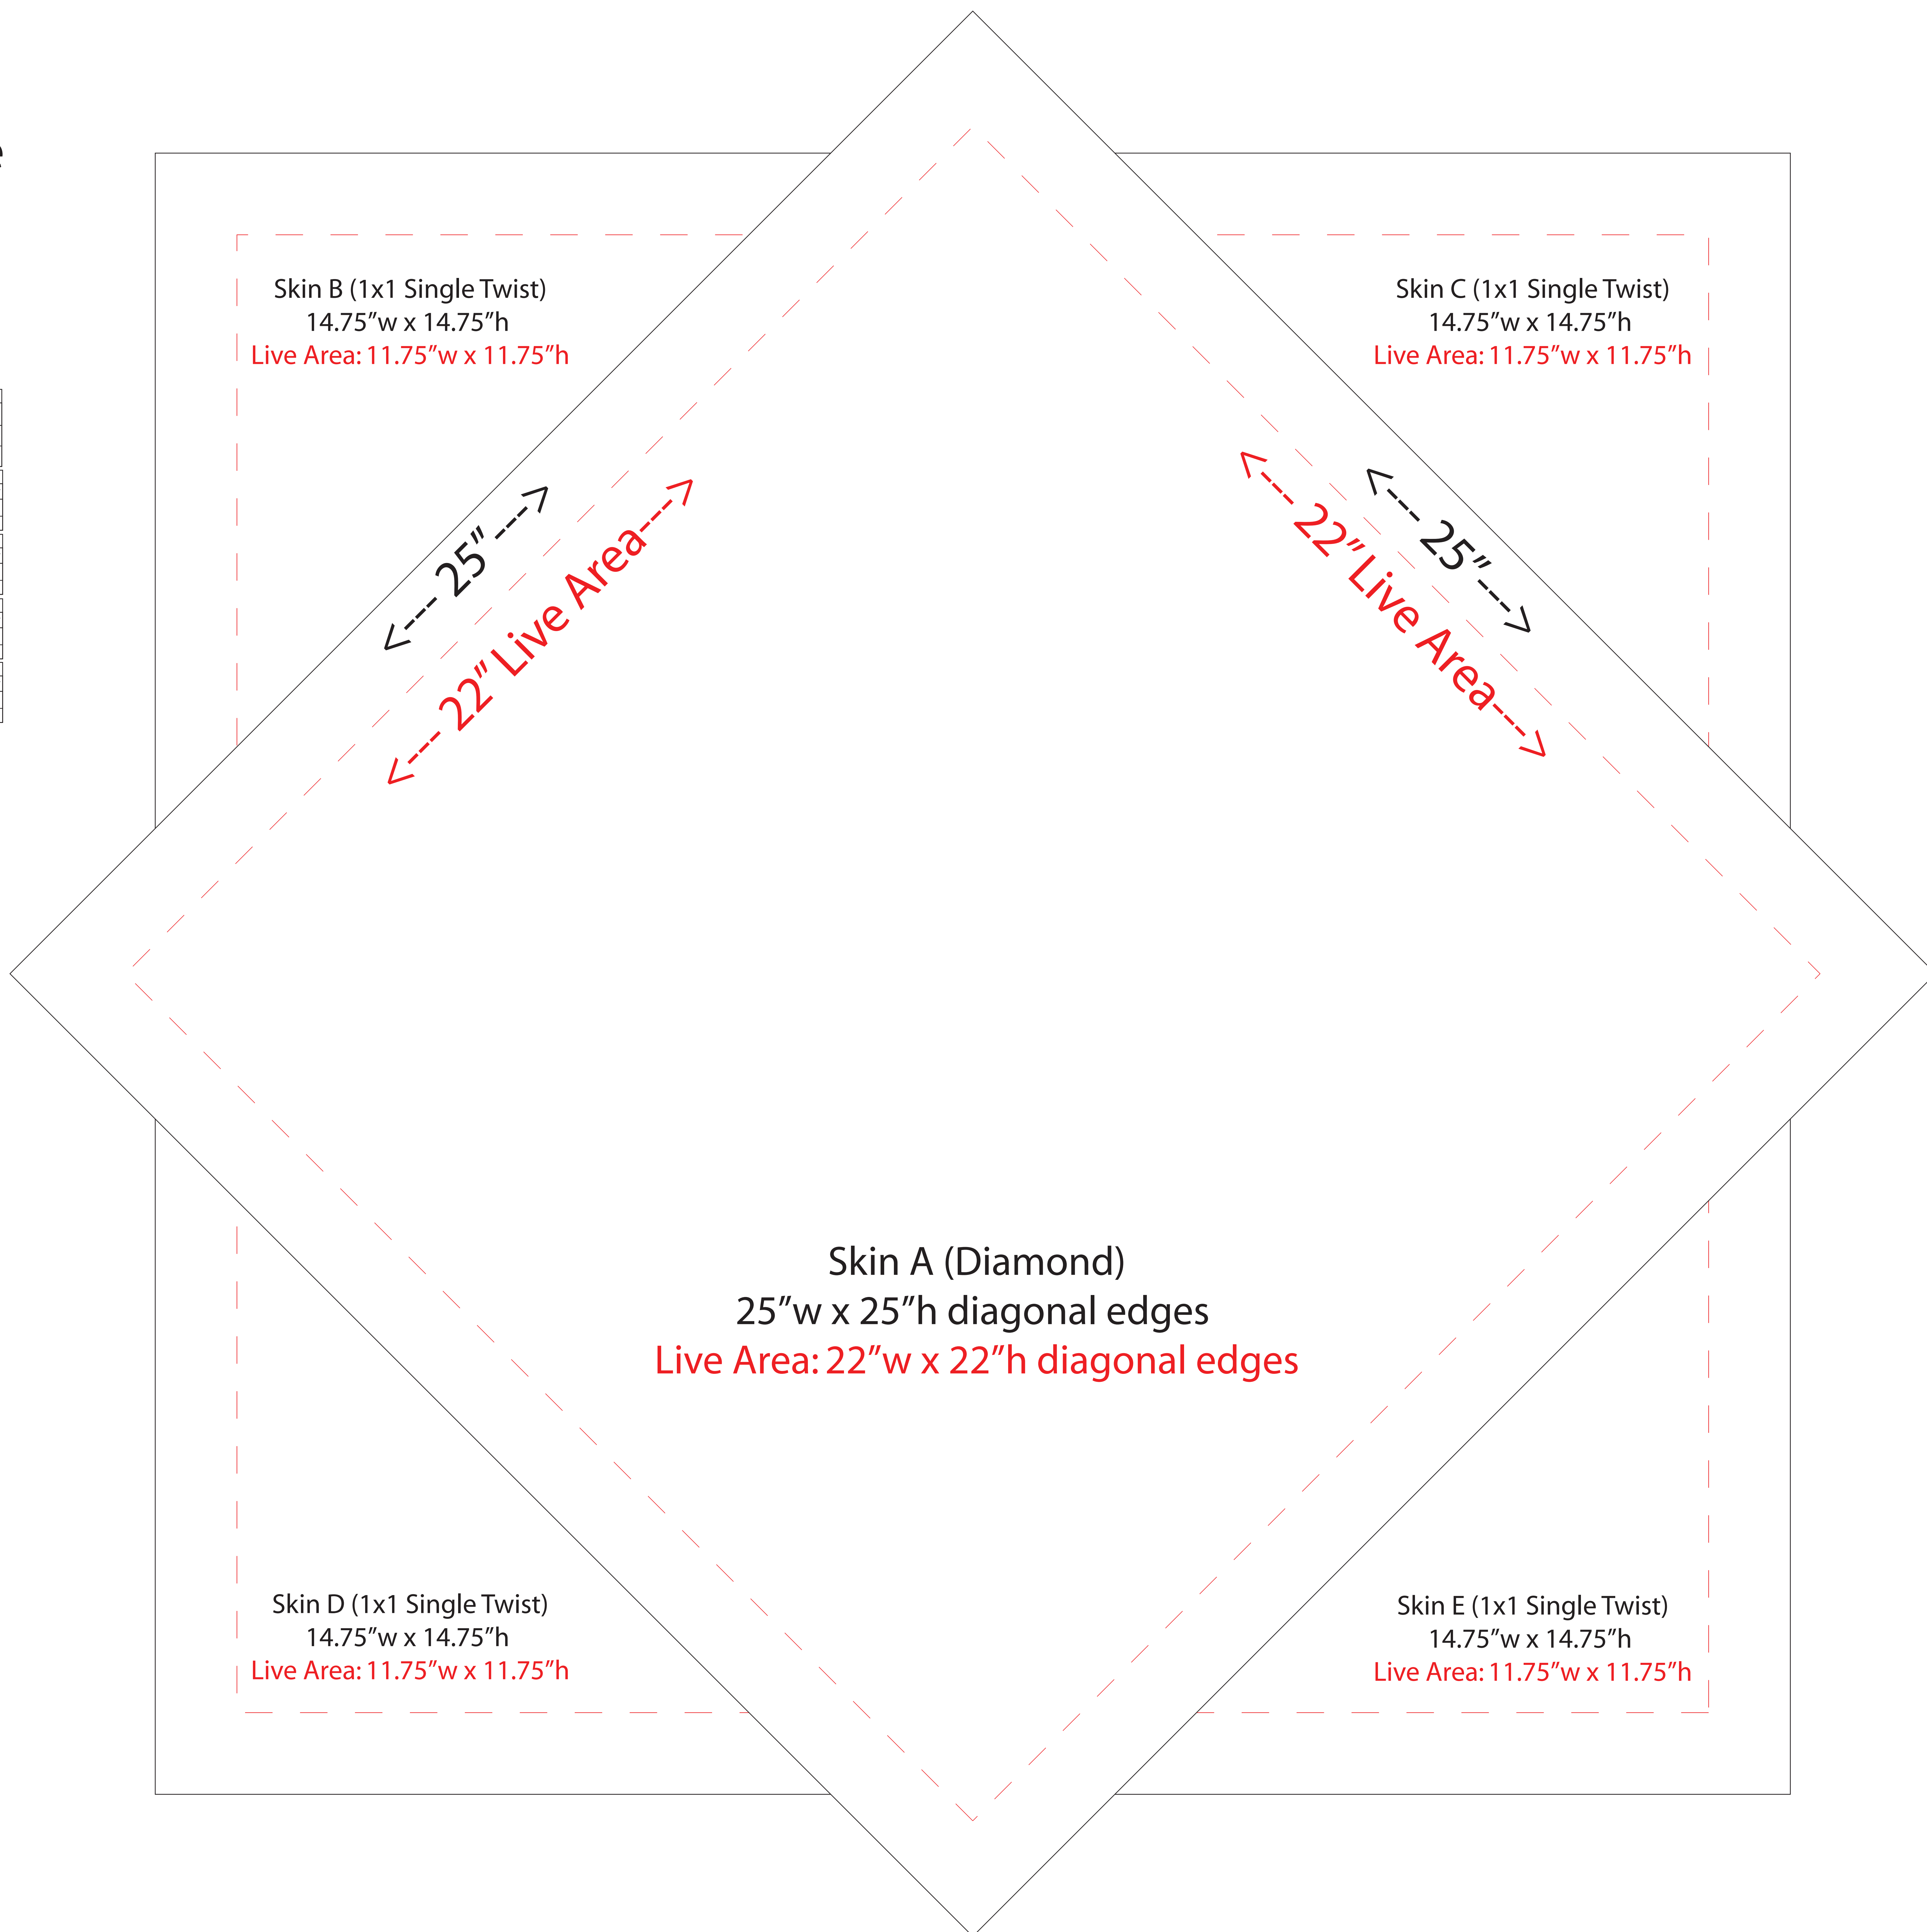 Skin B (1x1 Single Twist)
14.75”w x 14.75”h
Live Area: 11.75”w x 11.75”h
Skin C (1x1 Single Twist)
14.75”w x 14.75”h
Live Area: 11.75”w x 11.75”h
<---- 25” ---->
<---- 22” Live Area---->
<---- 25” ---->
<---- 22” Live Area---->
Skin A (Diamond)
25”w x 25”h diagonal edges
Live Area: 22”w x 22”h diagonal edges
Skin D (1x1 Single Twist)
14.75”w x 14.75”h
Live Area: 11.75”w x 11.75”h
Skin E (1x1 Single Twist)
14.75”w x 14.75”h
Live Area: 11.75”w x 11.75”h